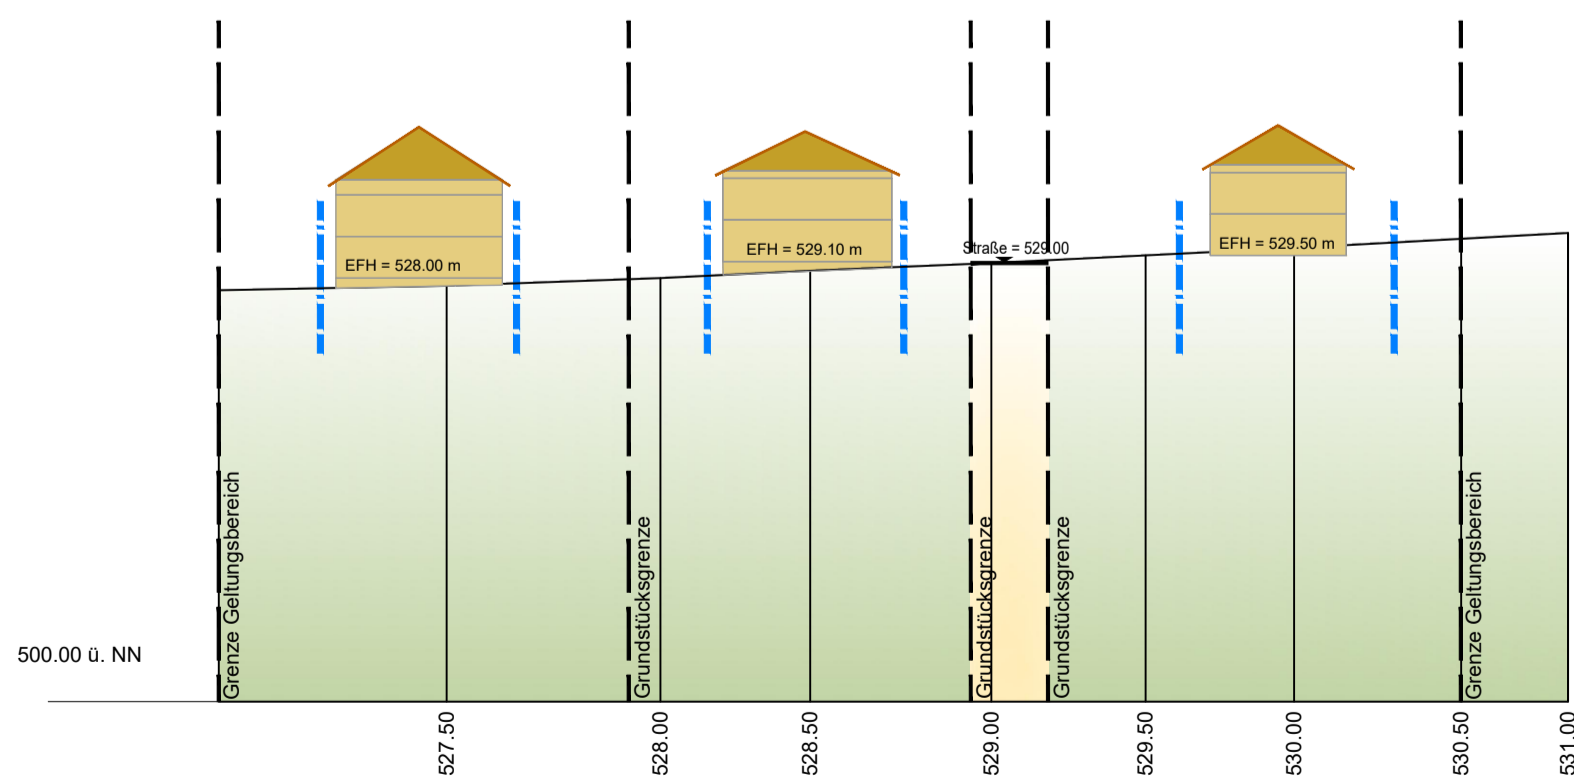 Straße = 529.00
EFH = 528.00 m
EFH = 529.10 m
EFH = 529.50 m
Grenze Geltungsbereich
Grundstücksgrenze
Grundstücksgrenze
Grundstücksgrenze
Grenze Geltungsbereich
500.00 ü. NN
527.50
528.00
528.50
529.00
529.50
530.00
530.50
531.00